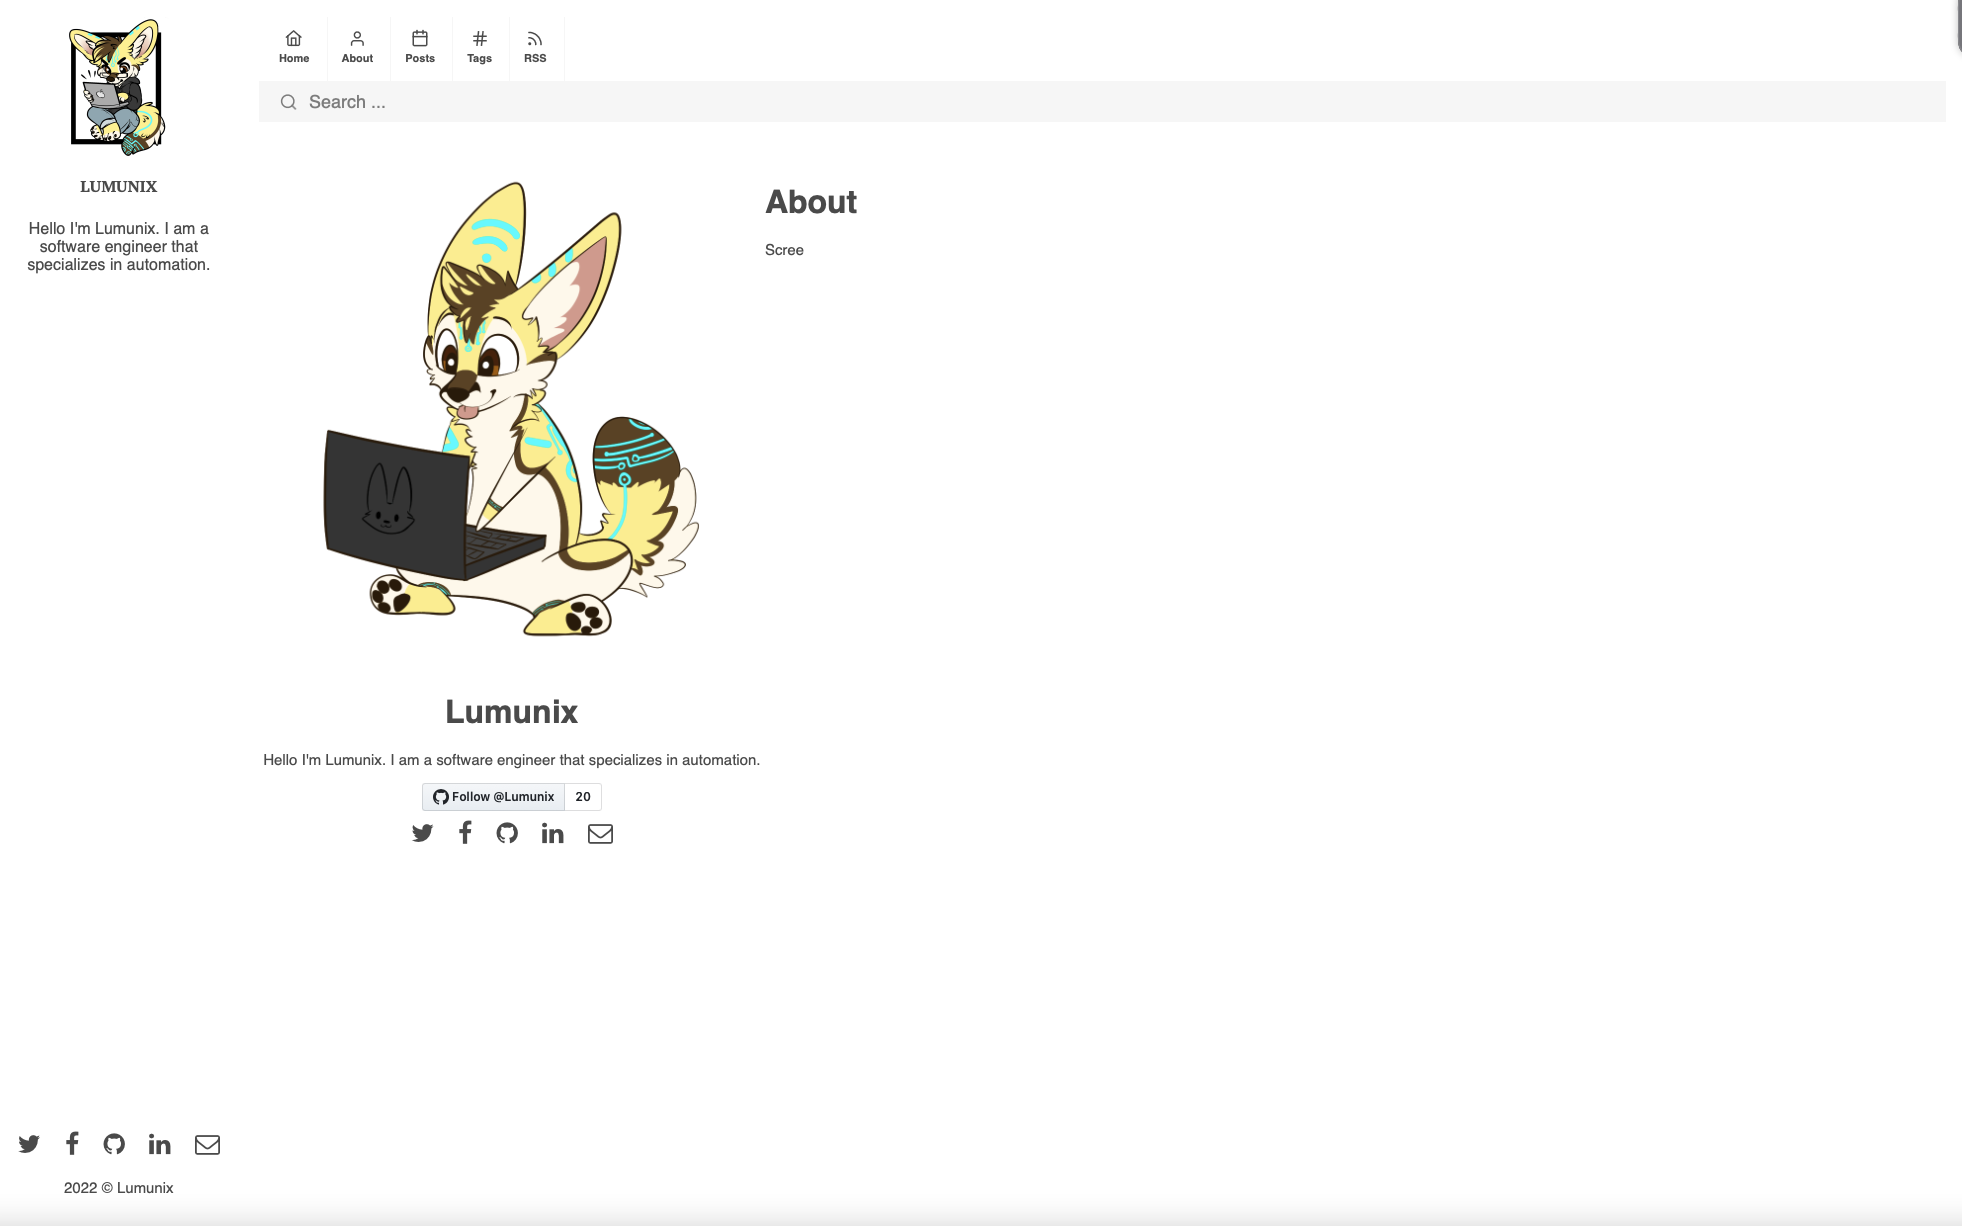 LUMUNIX
Hello I'm Lumunix. I am a
software engineer that
specializes in automation.
Home About Posts Tags RSS
Search ...
About
Scree
Lumunix
Hello I'm Lumunix. I am a software engineer that specializes in automation.
Follow @Lumunix 20
2022 © Lumunix